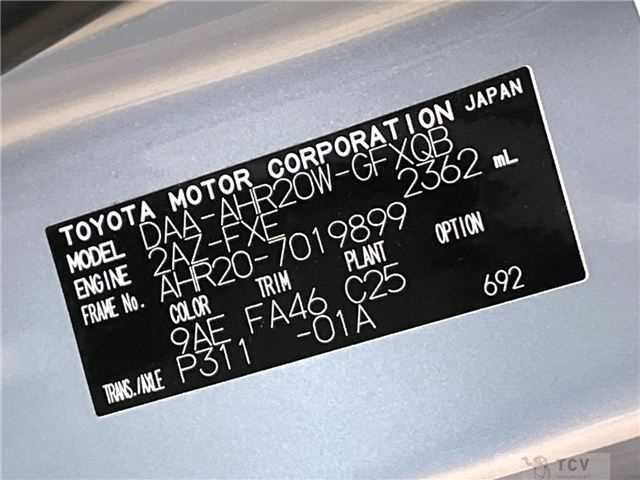 TOYOTA MOTOR CORPORATION JAPAN
MODEL DAA-AHR20W-GFXQB
ENGINE 2AZ-FXE 2362 mL
FRAME No. AHR20-7019899
COLOR TRIM PLANT OPTION
9AE FA46 C25 692
TRANS./AXLE P311 -01A
TCV